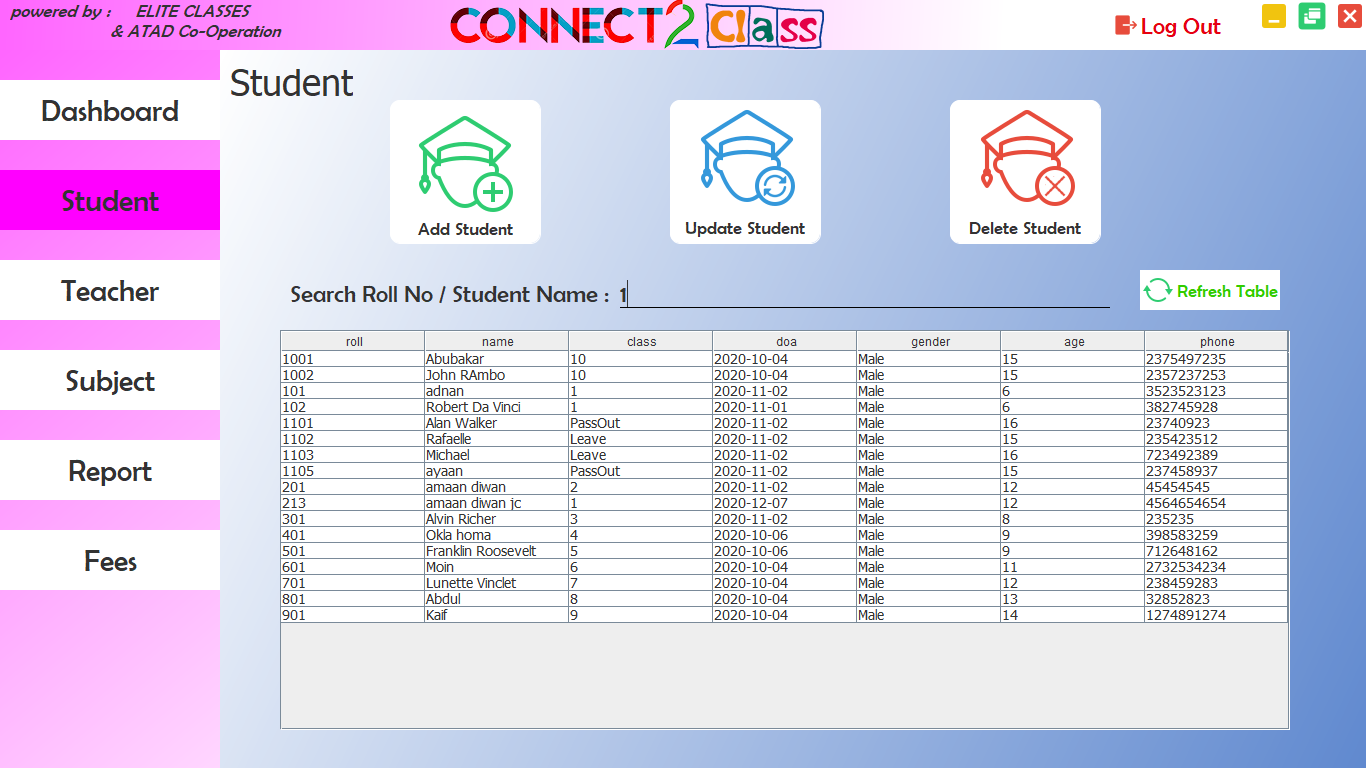 powered by : ELITE CLASSES
& ATAD Co-Operation
CONNECT2 Class
Log Out
Dashboard
Student
Teacher
Subject
Report
Fees
Student
Add Student
Update Student
Delete Student
Search Roll No / Student Name : 1
Refresh Table
roll name class doa gender age phone
1001 Abubakar 10 2020-10-04 Male 15 2375497235
1002 John RAmbo 10 2020-10-04 Male 15 2357237253
101 adnan 1 2020-11-02 Male 6 3523523123
102 Robert Da Vinci 1 2020-11-01 Male 6 382745928
1101 Alan Walker PassOut 2020-11-02 Male 16 23740923
1102 Rafaelle Leave 2020-11-02 Male 15 235423512
1103 Michael Leave 2020-11-02 Male 16 723492389
1105 ayaan PassOut 2020-11-02 Male 15 237458937
201 amaan diwan 2 2020-11-02 Male 12 45454545
213 amaan diwan jc 1 2020-12-07 Male 12 4564654654
301 Alvin Richer 3 2020-11-02 Male 8 235235
401 Okla homa 4 2020-10-06 Male 9 398583259
501 Franklin Roosevelt 5 2020-10-06 Male 9 712648162
601 Moin 6 2020-10-04 Male 11 2732534234
701 Lunette Vinclet 7 2020-10-04 Male 12 238459283
801 Abdul 8 2020-10-04 Male 13 32852823
901 Kaif 9 2020-10-04 Male 14 1274891274